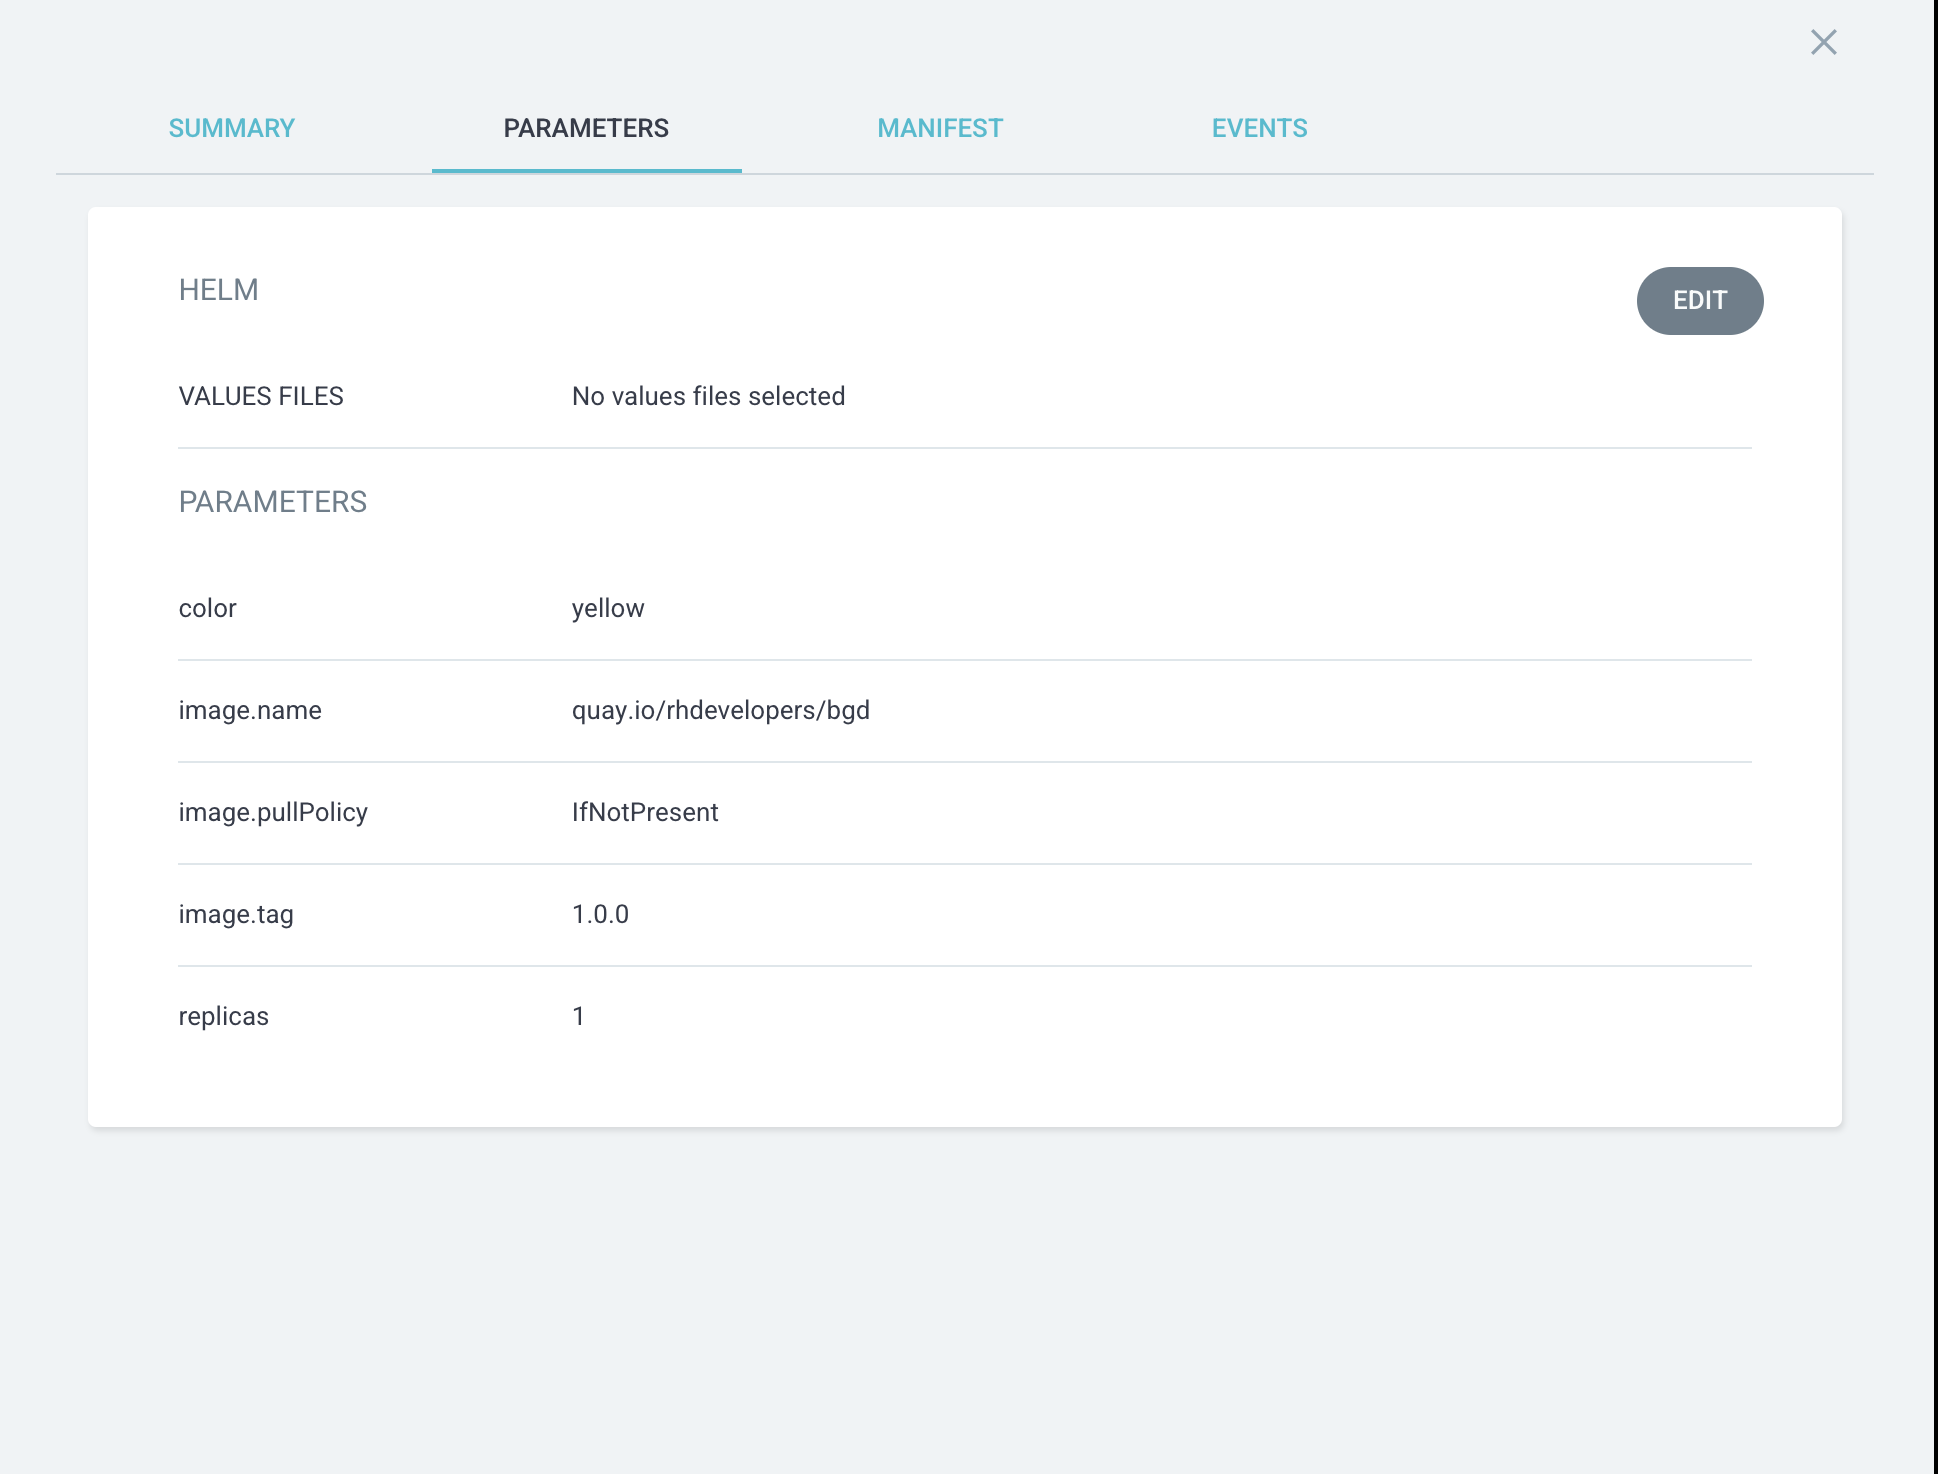 SUMMARY PARAMETERS MANIFEST EVENTS
HELM EDIT
VALUES FILES No values files selected
PARAMETERS
color yellow
image.name quay.io/rhdevelopers/bgd
image.pullPolicy IfNotPresent
image.tag 1.0.0
replicas 1